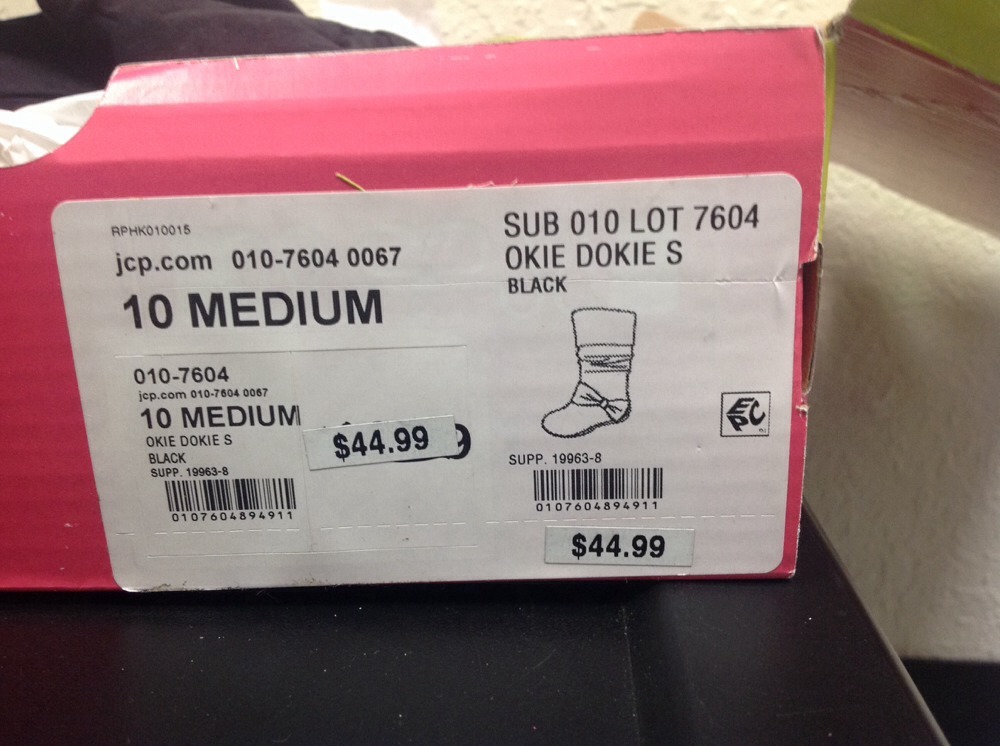 RPHK010015
jcp.com 010-7604 0067
10 MEDIUM
010-7604
jcp.com 010-7604 0067
10 MEDIUM
OKIE DOKIE S
BLACK
SUPP. 19963-8
0107604894911
$44.99
9
SUB 010 LOT 7604
OKIE DOKIE S
BLACK
EPC
SUPP. 19963-8
0107604894911
$44.99